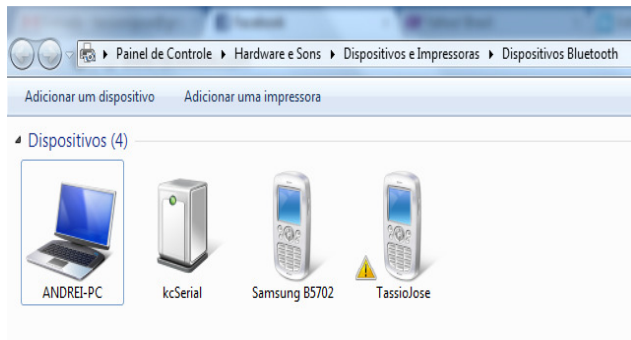 Facebook
Painel de Controle Hardware e Sons Dispositivos e Impressoras Dispositivos Bluetooth
Adicionar um dispositivo Adicionar uma impressora
Dispositivos (4)
ANDREI-PC kcSerial Samsung B5702 TassioJose